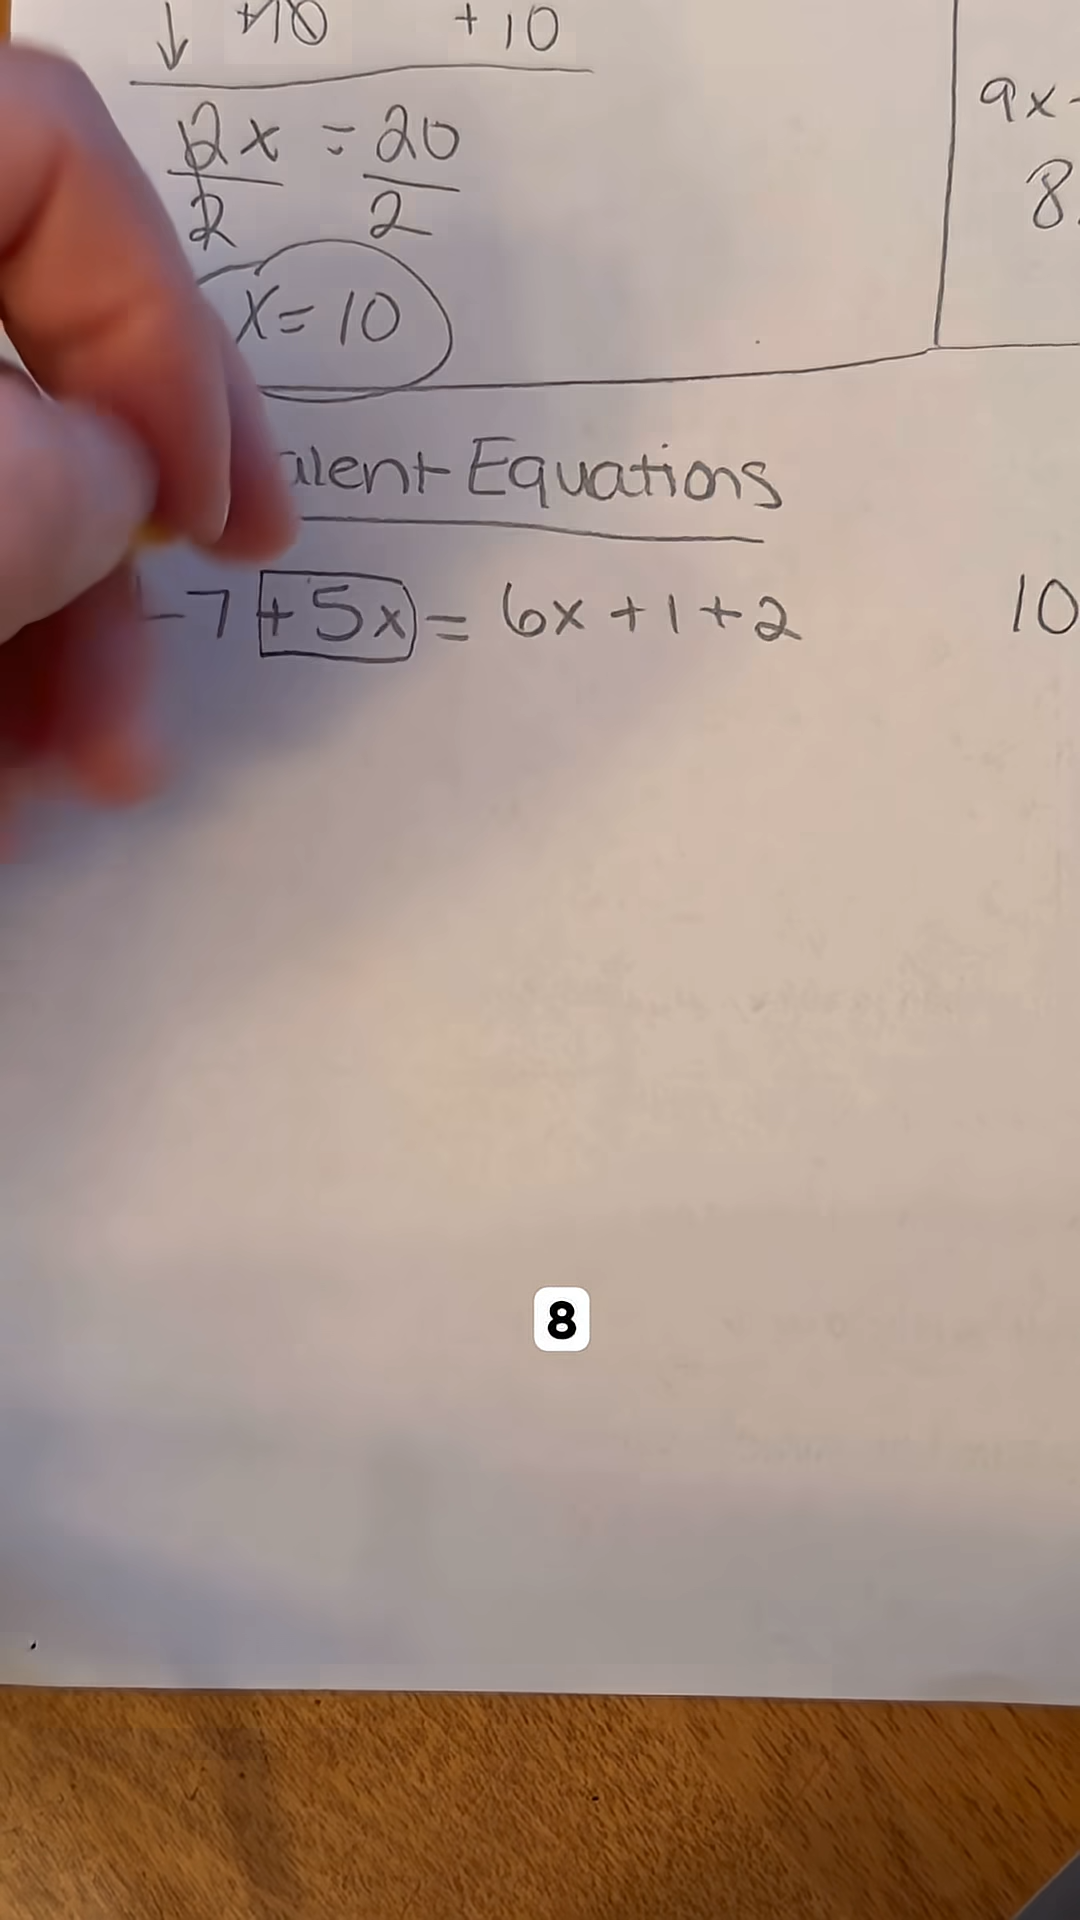 ↓ +10 +10
9x-
2x = 20
8
2 2
x = 10
alent Equations
-7 +5x = 6x + 1 + 2
10
8